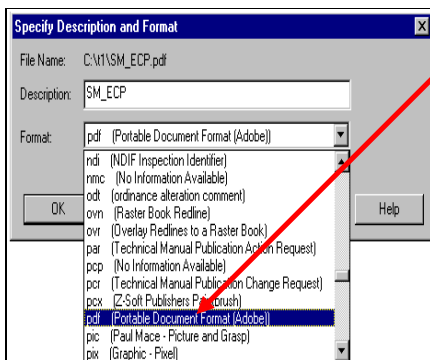 Specify Description and Format
File Name: C:\t1\SM_ECP.pdf
Description: SM_ECP
Format: pdf (Portable Document Format (Adobe))
ndi (NDIF Inspection Identifier)
nmc (No Information Available)
odt (ordinance alteration comment)
OK
ovn (Raster Book Redline)
Help
ovr (Overlay Redlines to a Raster Book)
par (Technical Manual Publication Action Request)
pcp (No Information Available)
pcr (Technical Manual Publication Change Request)
pcx (Z-Soft Publishers Paintbrush)
pdf (Portable Document Format (Adobe))
pic (Paul Mace - Picture and Grasp)
pix (Graphic - Pixel)